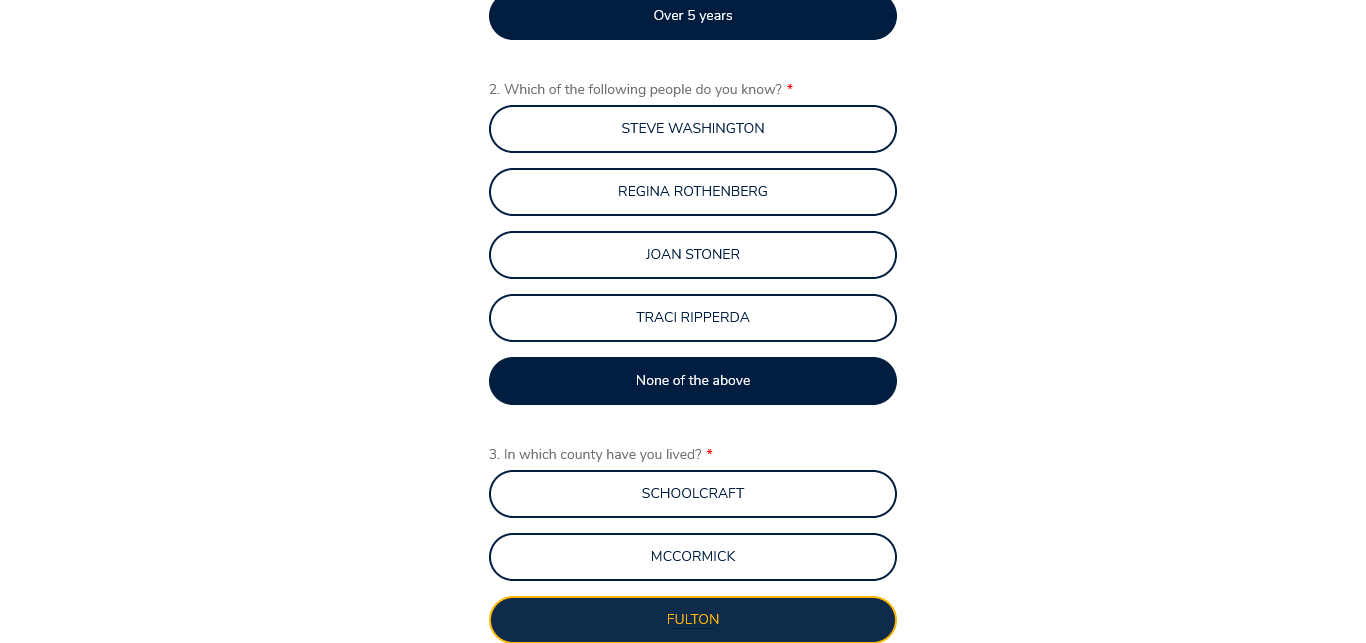 Over 5 years
2. Which of the following people do you know? *
STEVE WASHINGTON
REGINA ROTHENBERG
JOAN STONER
TRACI RIPPERDA
None of the above
3. In which county have you lived? *
SCHOOLCRAFT
MCCORMICK
FULTON